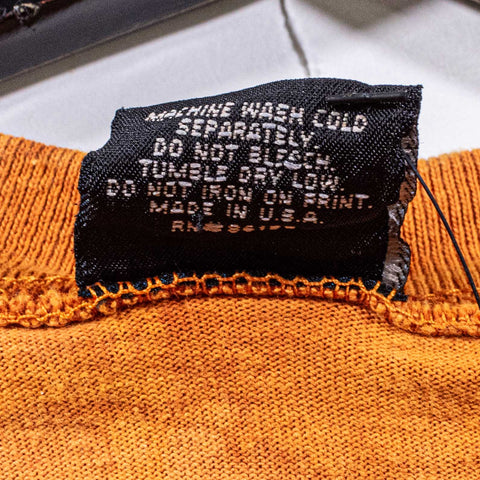 MACHINE WASH COLD
SEPARATELY.
DO NOT BLEACH.
TUMBLE DRY LOW.
DO NOT IRON ON PRINT.
MADE IN U.S.A.